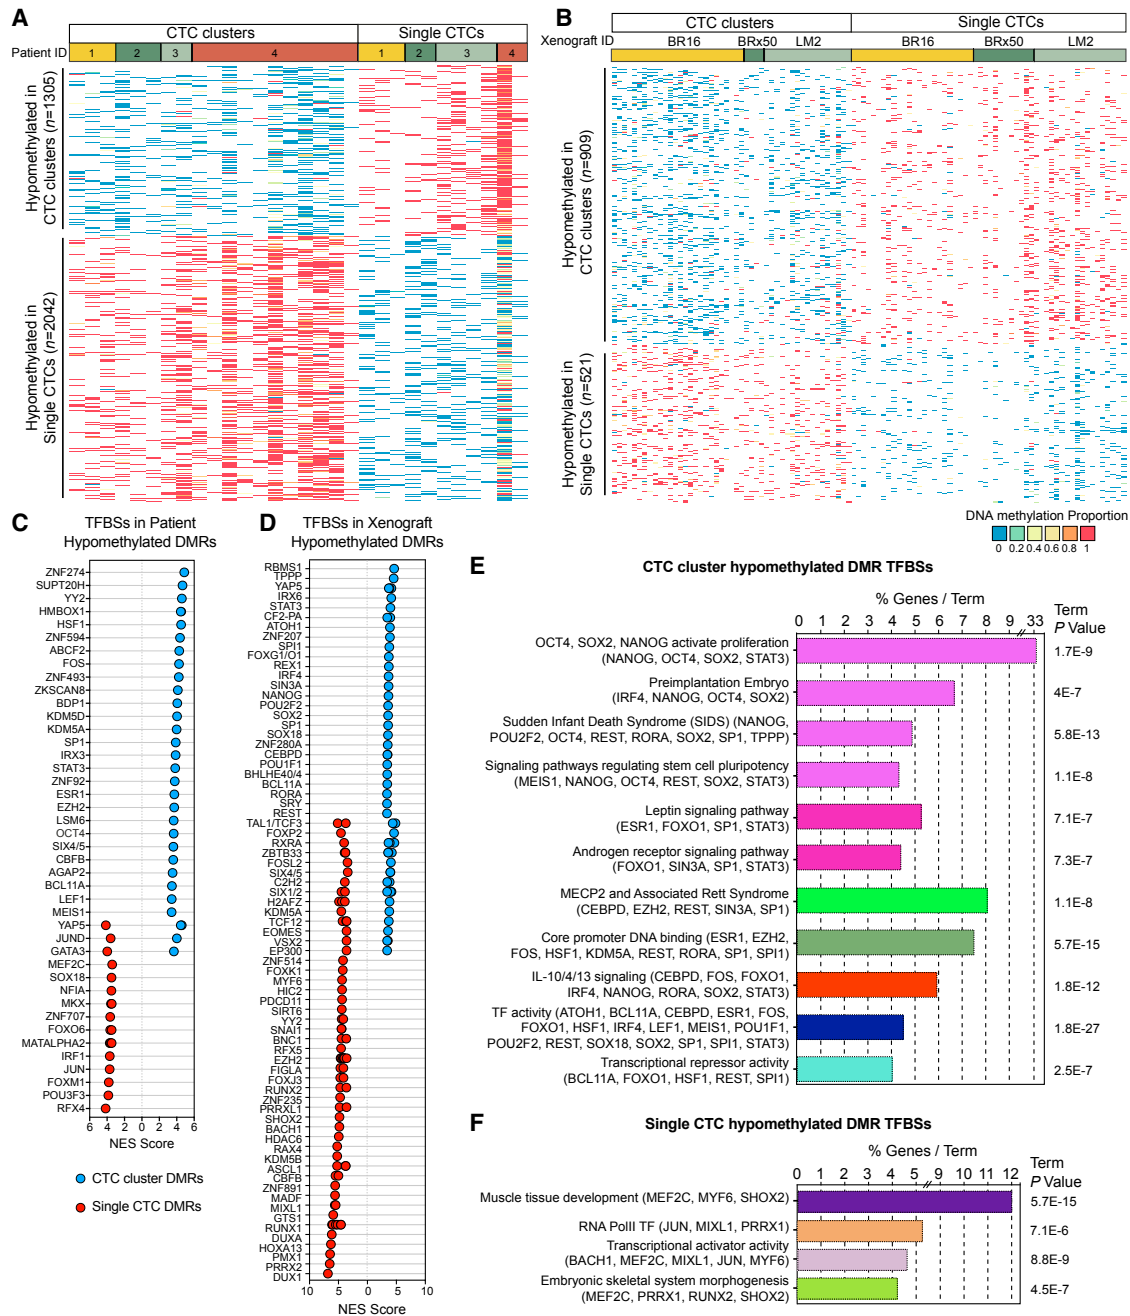 A
CTC clusters
Single CTCs
Patient ID
1
2
3
4
1
2
3
4
Hypomethylated in
CTC clusters (n=1305)
Hypomethylated in
Single CTCs (n=2042)
B
CTC clusters
Single CTCs
Xenograft ID
BR16
BRx50
LM2
BR16
BRx50
LM2
Hypomethylated in
CTC clusters (n=909)
Hypomethylated in
Single CTCs (n=521)
DNA methylation Proportion
0 0.2 0.4 0.6 0.8 1
C
TFBSs in Patient
Hypomethylated DMRs
ZNF274
SUPT20H
YY2
HMBOX1
HSF1
ZNF594
ABCF2
FOS
ZNF493
ZKSCAN8
BDP1
KDM5D
KDM5A
SP1
IRX3
STAT3
ZNF92
ESR1
EZH2
LSM6
OCT4
SIX4/5
CBFB
AGAP2
BCL11A
LEF1
MEIS1
YAP5
JUND
GATA3
MEF2C
SOX18
NFIA
MKX
ZNF707
FOXO6
MATALPHA2
IRF1
JUN
FOXM1
POU3F3
RFX4
6 4 2 0 2 4 6
NES Score
CTC cluster DMRs
Single CTC DMRs
D
TFBSs in Xenograft
Hypomethylated DMRs
RBMS1
TPPP
YAP5
IRX6
STAT3
CF2-PA
ATOH1
ZNF207
SPI1
FOXG1/O1
REX1
IRF4
SIN3A
NANOG
POU2F2
SOX2
SP1
SOX18
ZNF280A
CEBPD
POU1F1
BHLHE40/4
BCL11A
RORA
SRY
REST
TAL1/TCF3
FOXP2
RXRA
ZBTB33
FOSL2
SIX4/5
C2H2
SIX1/2
H2AFZ
KDM5A
TCF12
EOMES
VSX2
EP300
ZNF514
FOXK1
MYF6
HIC2
PDCD11
SIRT6
YY2
SNAI1
BNC1
RFX5
EZH2
FIGLA
FOXJ3
RUNX2
ZNF235
PRRXL1
SHOX2
BACH1
HDAC6
RAX4
KDM5B
ASCL1
CBFB
ZNF891
MADF
MIXL1
GTS1
RUNX1
DUXA
HOXA13
PMX1
PRRX2
DUX1
10 5 0 5 10
NES Score
E
CTC cluster hypomethylated DMR TFBSs
% Genes / Term
0 1 2 3 4 5 6 7 8 9 // 33
Term
P Value
OCT4, SOX2, NANOG activate proliferation
(NANOG, OCT4, SOX2, STAT3)
1.7E-9
Preimplantation Embryo
(IRF4, NANOG, OCT4, SOX2)
4E-7
Sudden Infant Death Syndrome (SIDS) (NANOG,
POU2F2, OCT4, REST, RORA, SOX2, SP1, TPPP)
5.8E-13
Signaling pathways regulating stem cell pluripotency
(MEIS1, NANOG, OCT4, REST, SOX2, STAT3)
1.1E-8
Leptin signaling pathway
(ESR1, FOXO1, SP1, STAT3)
7.1E-7
Androgen receptor signaling pathway
(FOXO1, SIN3A, SP1, STAT3)
7.3E-7
MECP2 and Associated Rett Syndrome
(CEBPD, EZH2, REST, SIN3A, SP1)
1.1E-8
Core promoter DNA binding (ESR1, EZH2,
FOS, HSF1, KDM5A, REST, RORA, SP1, SPI1)
5.7E-15
IL-10/4/13 signaling (CEBPD, FOS, FOXO1,
IRF4, NANOG, RORA, SOX2, STAT3)
1.8E-12
TF activity (ATOH1, BCL11A, CEBPD, ESR1, FOS,
FOXO1, HSF1, IRF4, LEF1, MEIS1, POU1F1,
POU2F2, REST, SOX18, SOX2, SP1, SPI1, STAT3)
1.8E-27
Transcriptional repressor activity
(BCL11A, FOXO1, HSF1, REST, SPI1)
2.5E-7
F
Single CTC hypomethylated DMR TFBSs
% Genes / Term
0 1 2 3 4 5 // 9 10 11 12
Term
P Value
Muscle tissue development (MEF2C, MYF6, SHOX2)
5.7E-15
RNA PolII TF (JUN, MIXL1, PRRX1)
7.1E-6
Transcriptional activator activity
(BACH1, MEF2C, MIXL1, JUN, MYF6)
8.8E-9
Embryonic skeletal system morphogenesis
(MEF2C, PRRX1, RUNX2, SHOX2)
4.5E-7